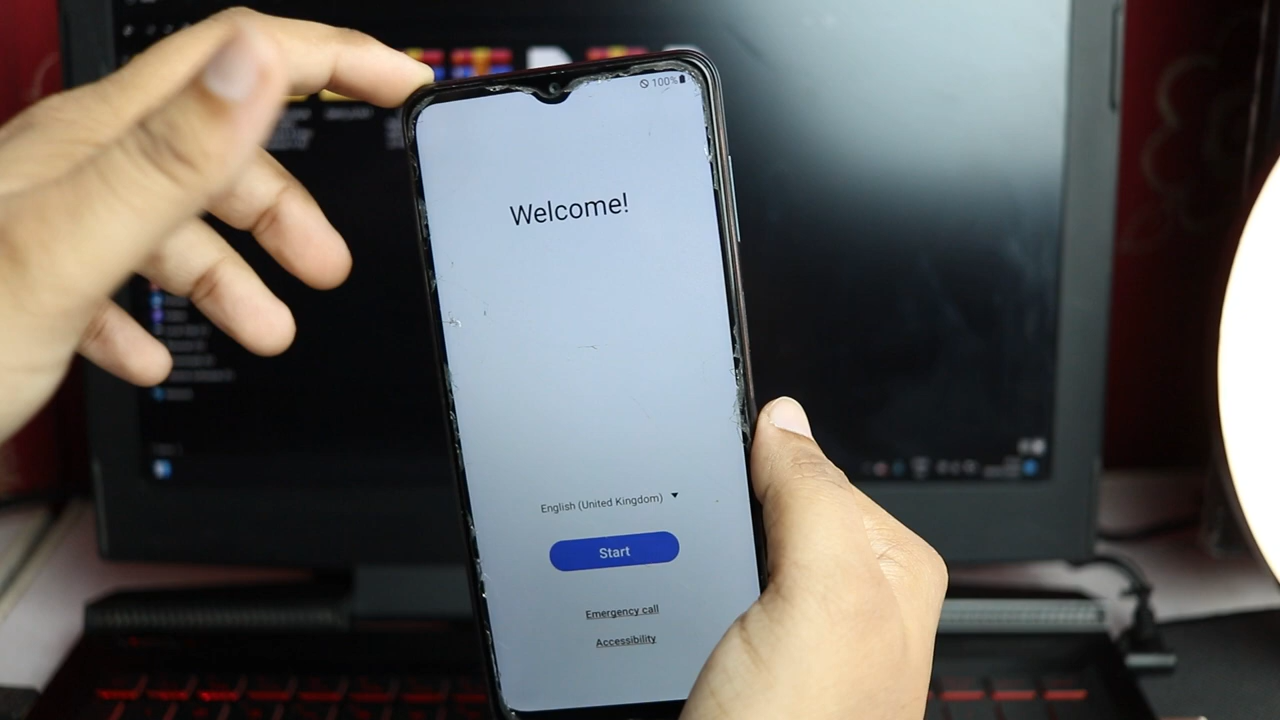 100%
Welcome!
English (United Kingdom)
Start
Emergency call
Accessibility